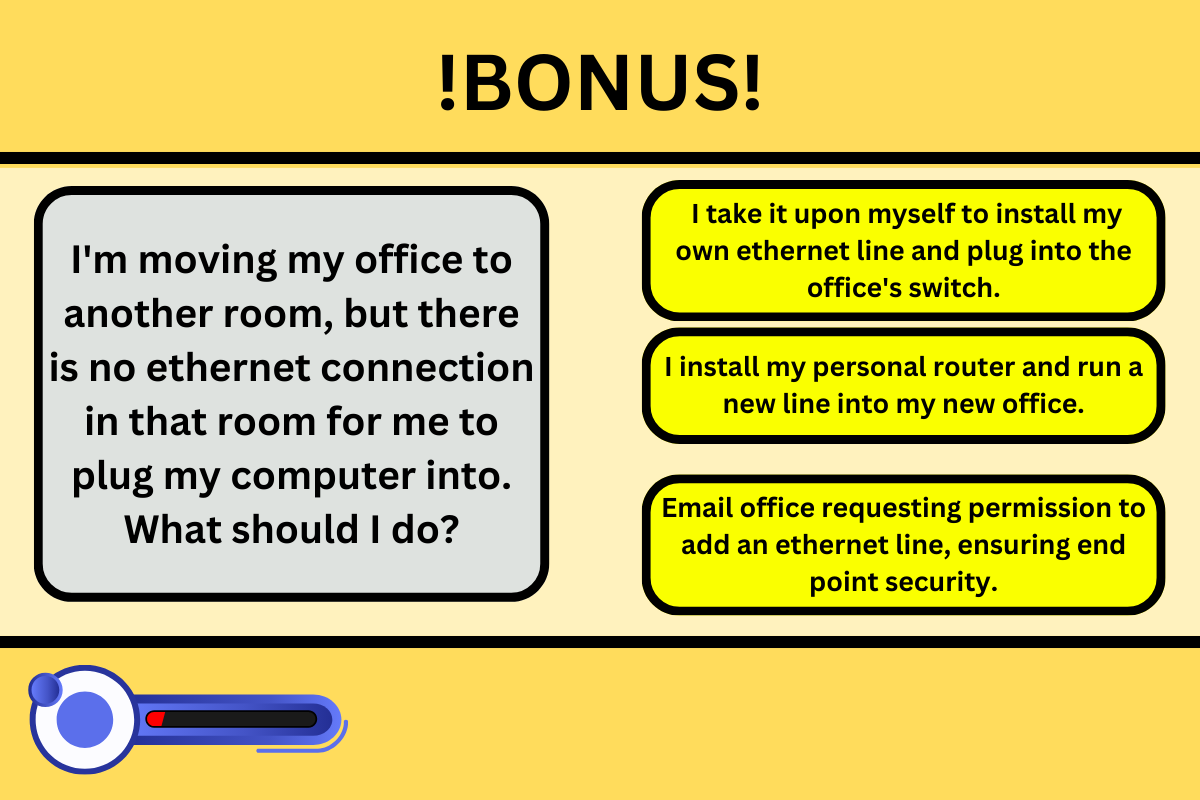 !BONUS!
I'm moving my office to
another room, but there
is no ethernet connection
in that room for me to
plug my computer into.
What should I do?
I take it upon myself to install my
own ethernet line and plug into the
office's switch.
I install my personal router and run a
new line into my new office.
Email office requesting permission to
add an ethernet line, ensuring end
point security.